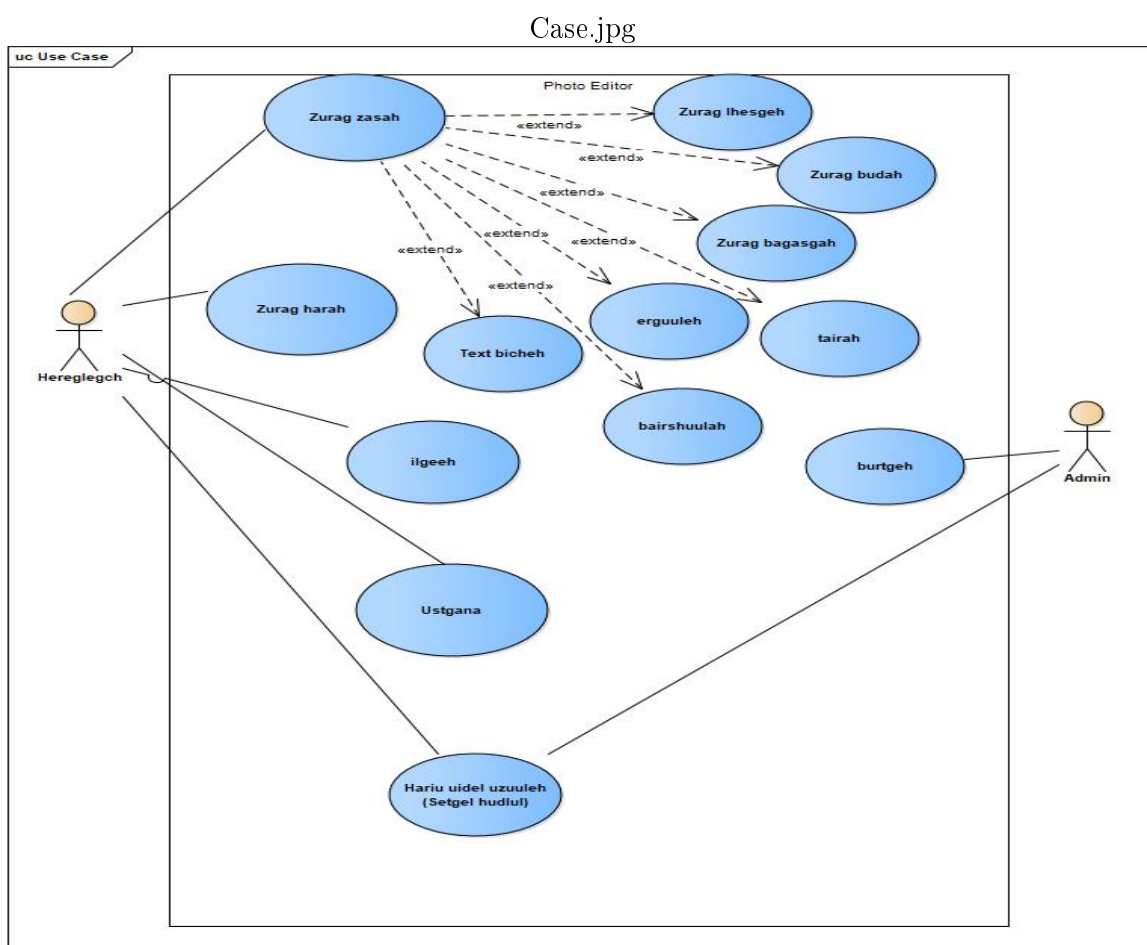 Case.jpg
uc Use Case
Photo Editor
Zurag zasah
Zurag lhesgeh
«extend»
«extend»
Zurag budah
«extend»
Zurag bagasgah
«extend»
«extend»
«extend»
«extend»
Zurag harah
erguuleh
tairah
Text bicheh
Hereglegch
bairshuulah
ilgeeh
burtgeh
Admin
Ustgana
Hariu uidel uzuuleh
(Setgel hudlul)